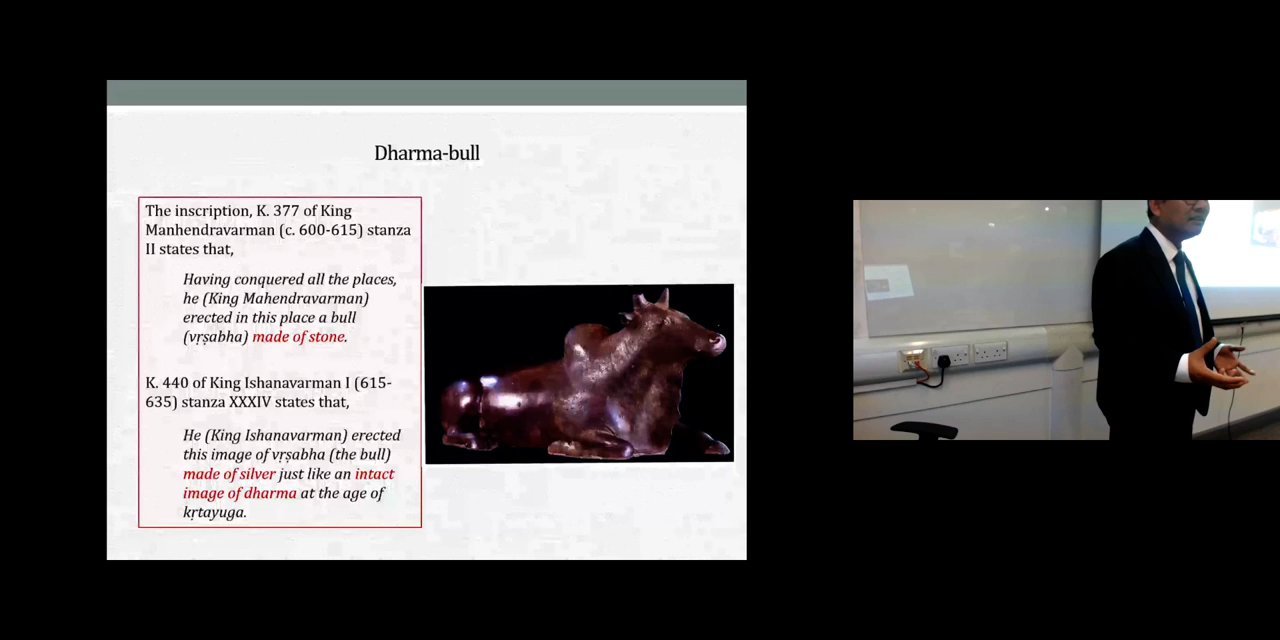 Dharma-bull
The inscription, K. 377 of King
Manhendravarman (c. 600-615) stanza
II states that,
Having conquered all the places,
he (King Mahendravarman)
erected in this place a bull
(vṛṣabha) made of stone.
K. 440 of King Ishanavarman I (615-
635) stanza XXXIV states that,
He (King Ishanavarman) erected
this image of vṛṣabha (the bull)
made of silver just like an intact
image of dharma at the age of
kṛtayuga.